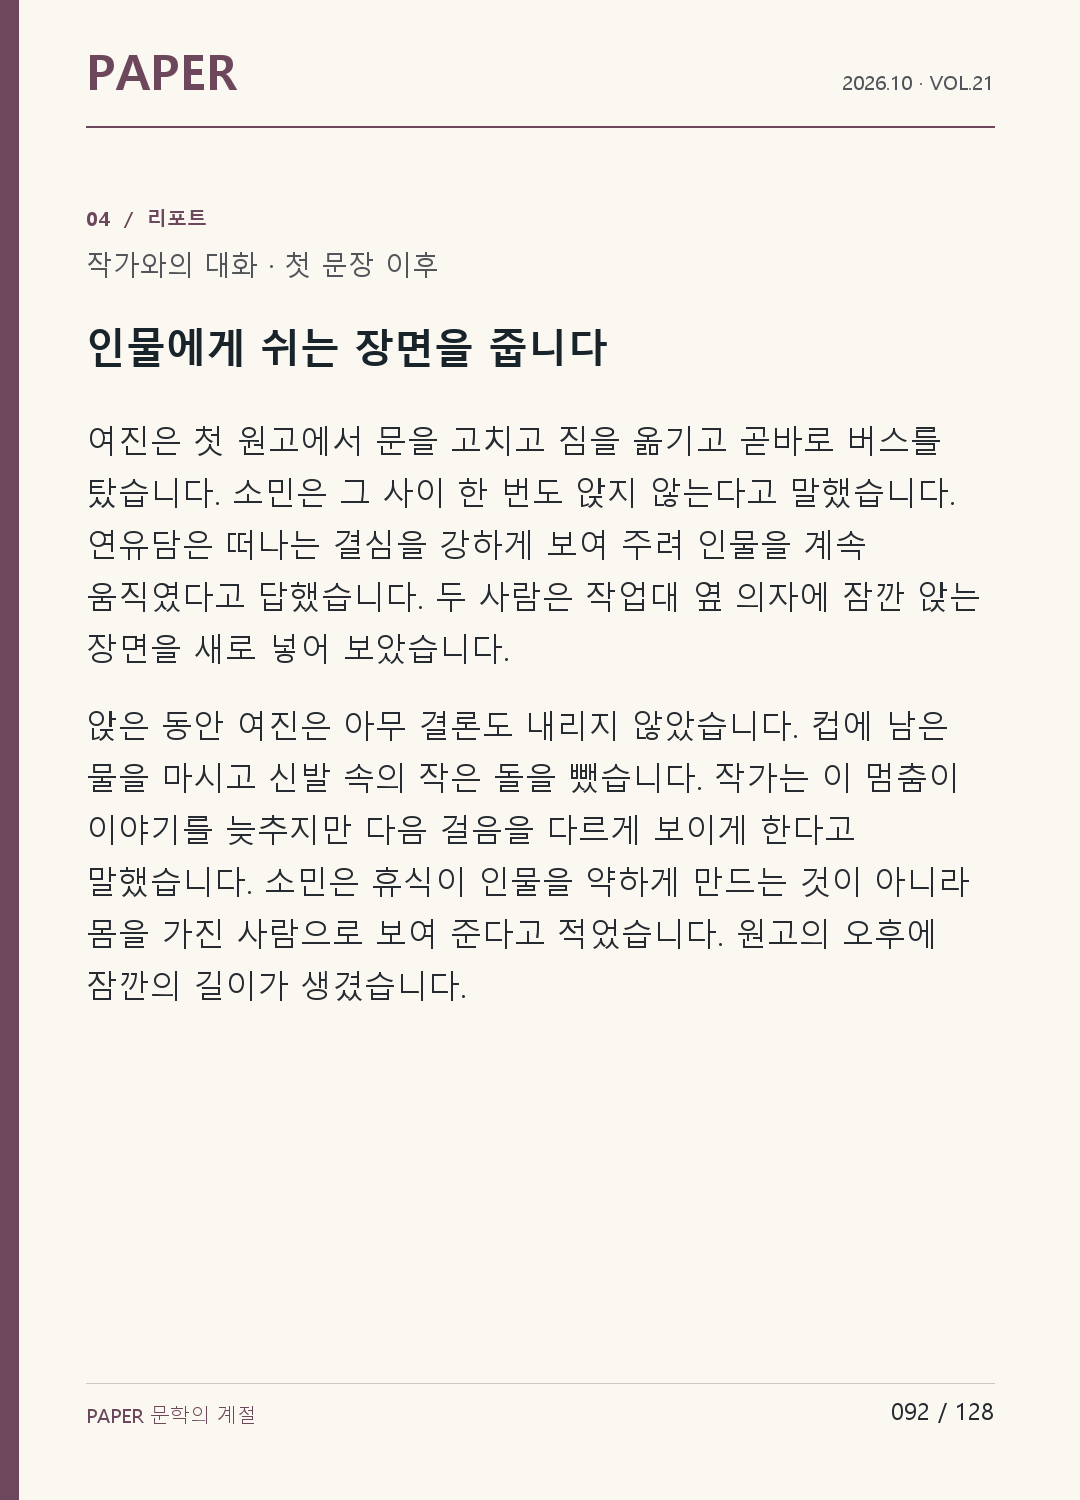 PAPER
2026.10 · VOL.21
04 / 리포트
작가와의 대화 · 첫 문장 이후
인물에게 쉬는 장면을 줍니다
여진은 첫 원고에서 문을 고치고 짐을 옮기고 곧바로 버스를
탔습니다. 소민은 그 사이 한 번도 앉지 않는다고 말했습니다.
연유담은 떠나는 결심을 강하게 보여 주려 인물을 계속
움직였다고 답했습니다. 두 사람은 작업대 옆 의자에 잠깐 앉는
장면을 새로 넣어 보았습니다.
앉은 동안 여진은 아무 결론도 내리지 않았습니다. 컵에 남은
물을 마시고 신발 속의 작은 돌을 뺐습니다. 작가는 이 멈춤이
이야기를 늦추지만 다음 걸음을 다르게 보이게 한다고
말했습니다. 소민은 휴식이 인물을 약하게 만드는 것이 아니라
몸을 가진 사람으로 보여 준다고 적었습니다. 원고의 오후에
잠깐의 길이가 생겼습니다.
PAPER 문학의 계절
092 / 128